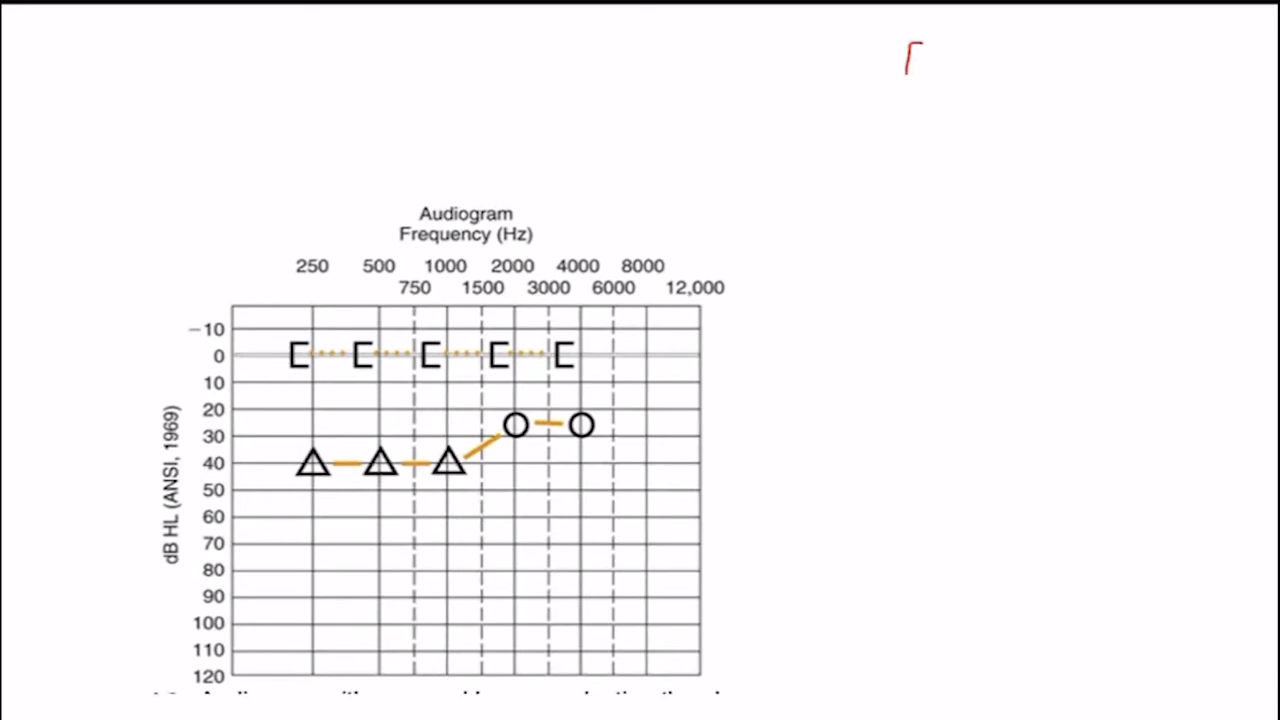 Audiogram
Frequency (Hz)
250 500 1000 2000 4000 8000
750 1500 3000 6000 12,000
dB HL (ANSI, 1969)
−10
0
10
20
30
40
50
60
70
80
90
100
110
120